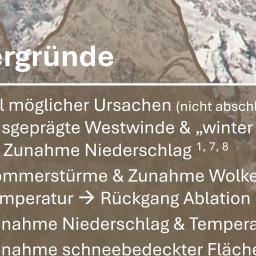 ergründe
l möglicher Ursachen (nicht abschl
sgeprägte Westwinde & „winter
Zunahme Niederschlag 1, 7, 8
ommerstürme & Zunahme Wolke
mperatur → Rückgang Ablation
nahme Niederschlag & Tempera
nahme schneebedeckter Fläche